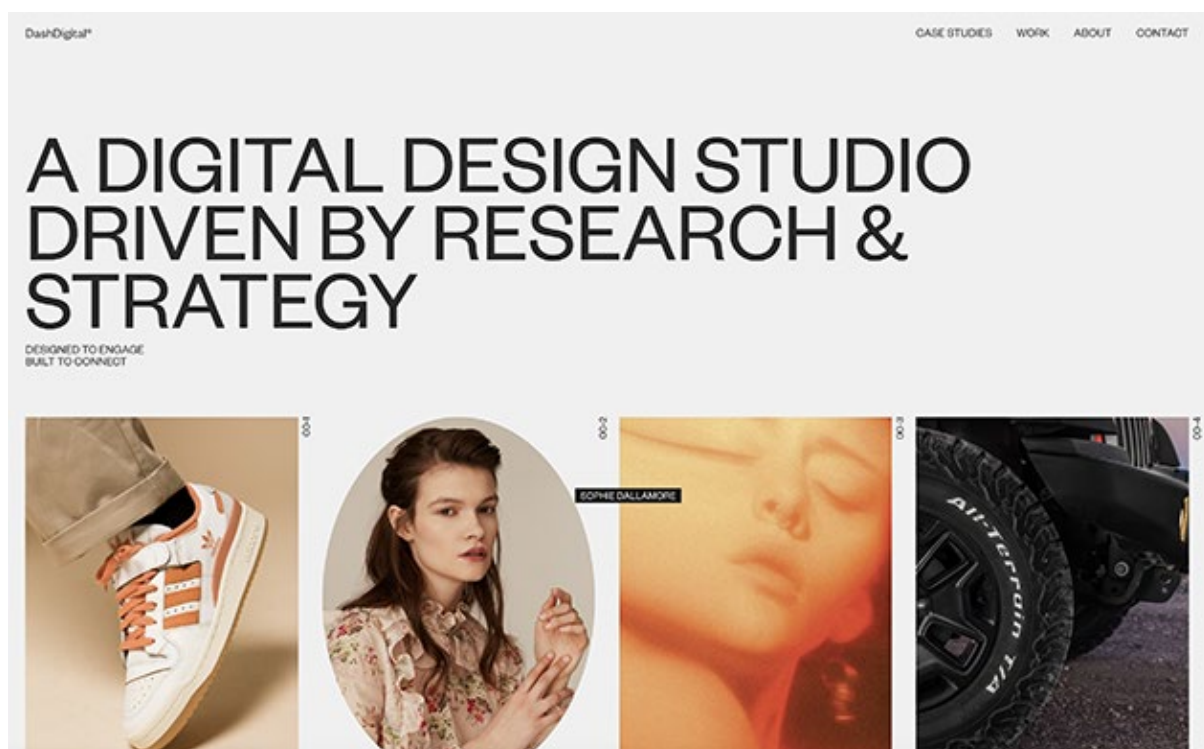 DashDigital®
CASE STUDIES WORK ABOUT CONTACT
A DIGITAL DESIGN STUDIO
DRIVEN BY RESEARCH &
STRATEGY
DESIGNED TO ENGAGE
BUILT TO CONNECT
00-1
00-2
00-3
00-4
SOPHIE DALLAMORE
All-Terrain T/A